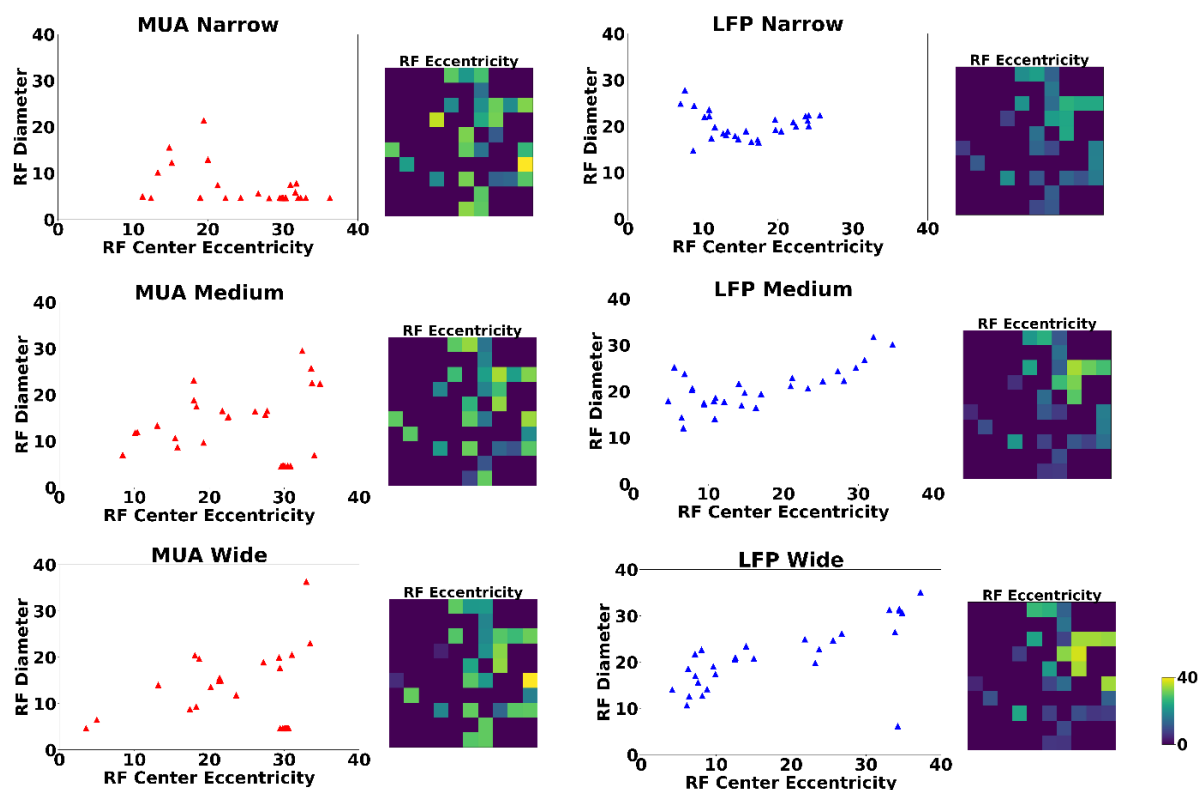 MUA Narrow
40
30
20
10
0
RF Diameter
0 10 20 30 40
RF Center Eccentricity
RF Eccentricity
LFP Narrow
40
30
20
10
0
RF Diameter
0 10 20 30 40
RF Center Eccentricity
RF Eccentricity
MUA Medium
40
30
20
10
0
RF Diameter
0 10 20 30 40
RF Center Eccentricity
RF Eccentricity
LFP Medium
40
30
20
10
0
RF Diameter
0 10 20 30 40
RF Center Eccentricity
RF Eccentricity
MUA Wide
40
30
20
10
0
RF Diameter
0 10 20 30 40
RF Center Eccentricity
RF Eccentricity
LFP Wide
40
30
20
10
0
RF Diameter
0 10 20 30 40
RF Center Eccentricity
RF Eccentricity
40
0